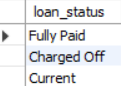 loan_status
Fully Paid
Charged Off
Current